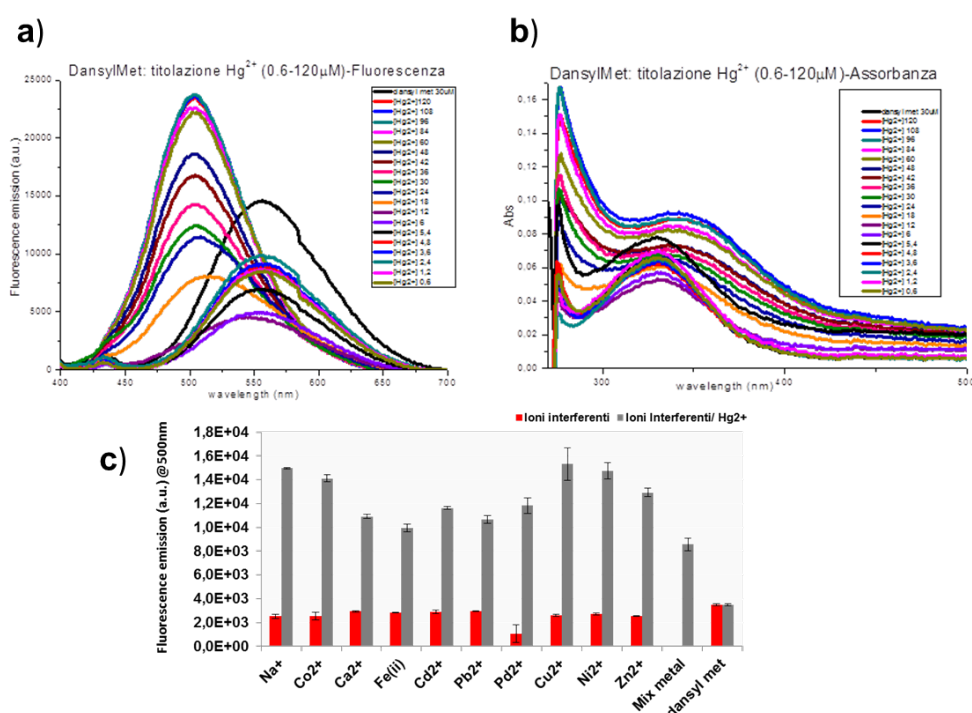 a)
DansylMet: titolazione Hg2+ (0.6-120µM)-Fluorescenza
Fluorescence emission (a.u.)
25000
20000
15000
10000
5000
0
400
450
500
550
600
650
700
wavelength (nm)
dansyl met 30uM
[Hg2+]120
[Hg2+] 108
[Hg2+] 96
[Hg2+] 84
[Hg2+] 60
[Hg2+] 48
[Hg2+] 42
[Hg2+] 36
[Hg2+] 30
[Hg2+] 24
[Hg2+] 18
[Hg2+] 12
[Hg2+] 6
[Hg2+] 5,4
[Hg2+] 4,8
[Hg2+] 3,6
[Hg2+] 2,4
[Hg2+] 1,2
[Hg2+] 0,6
b)
DansylMet: titolazione Hg2+ (0.6-120µM)-Assorbanza
Abs
0.16
0.14
0.12
0.10
0.08
0.06
0.04
0.02
0.00
300
400
500
wavelength (nm)
dansyl met 30uM
[Hg2+]120
[Hg2+] 108
[Hg2+] 96
[Hg2+] 84
[Hg2+] 60
[Hg2+] 48
[Hg2+] 42
[Hg2+] 36
[Hg2+] 30
[Hg2+] 24
[Hg2+] 18
[Hg2+] 12
[Hg2+] 6
[Hg2+] 5,4
[Hg2+] 4,8
[Hg2+] 3,6
[Hg2+] 2,4
[Hg2+] 1,2
[Hg2+] 0,6
c)
Ioni interferenti
Ioni Interferenti/ Hg2+
Fluorescence emission (a.u.) @500nm
1,8E+04
1,6E+04
1,4E+04
1,2E+04
1,0E+04
8,0E+03
6,0E+03
4,0E+03
2,0E+03
0,0E+00
Na+
Co2+
Ca2+
Fe(ii)
Cd2+
Pb2+
Pd2+
Cu2+
Ni2+
Zn2+
Mix metal
dansyl met